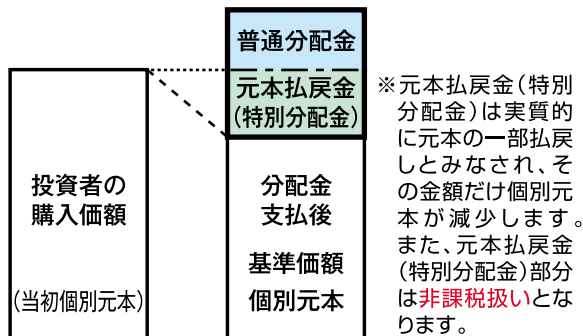 普通分配金
元本払戻金
(特別分配金)
投資者の
購入価額
(当初個別元本)
分配金
支払後
基準価額
個別元本
※元本払戻金(特別
分配金)は実質的
に元本の一部払戻
しとみなされ、そ
の金額だけ個別元
本が減少します。
また、元本払戻金
(特別分配金)部分
は非課税扱いとな
ります。